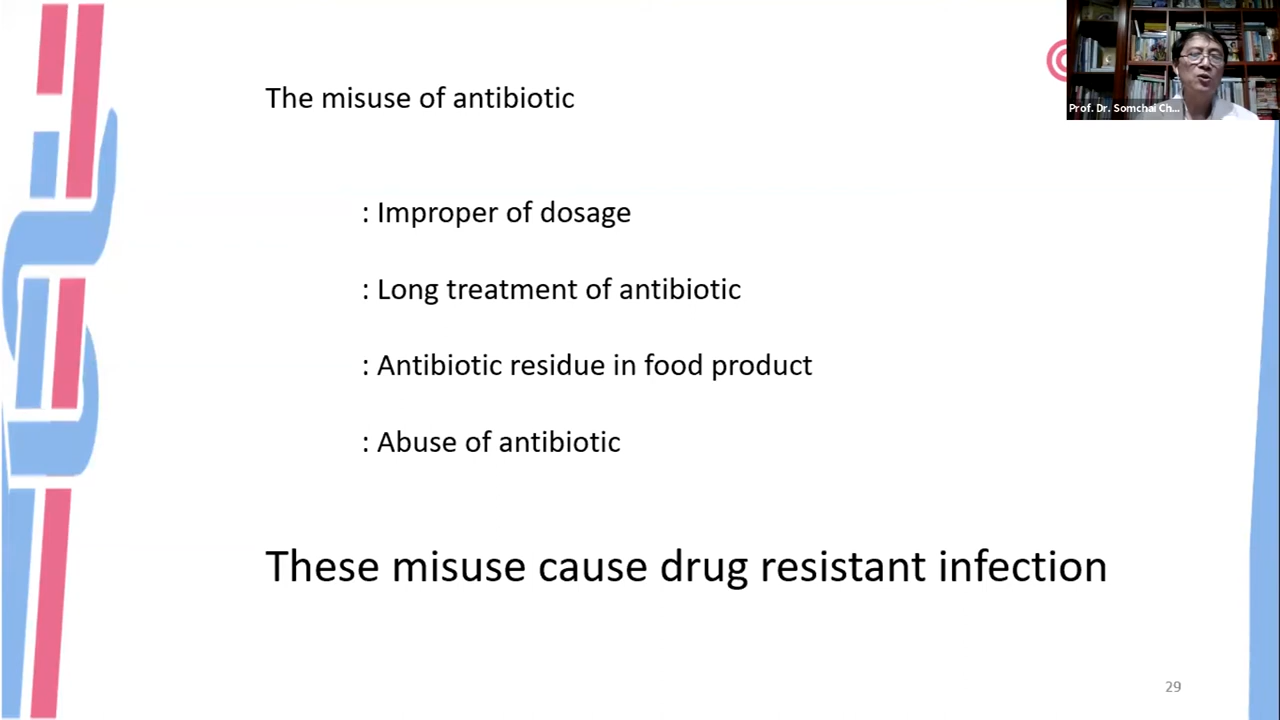 The misuse of antibiotic
Prof. Dr. Somchai Ch...
: Improper of dosage
: Long treatment of antibiotic
: Antibiotic residue in food product
: Abuse of antibiotic
These misuse cause drug resistant infection
29